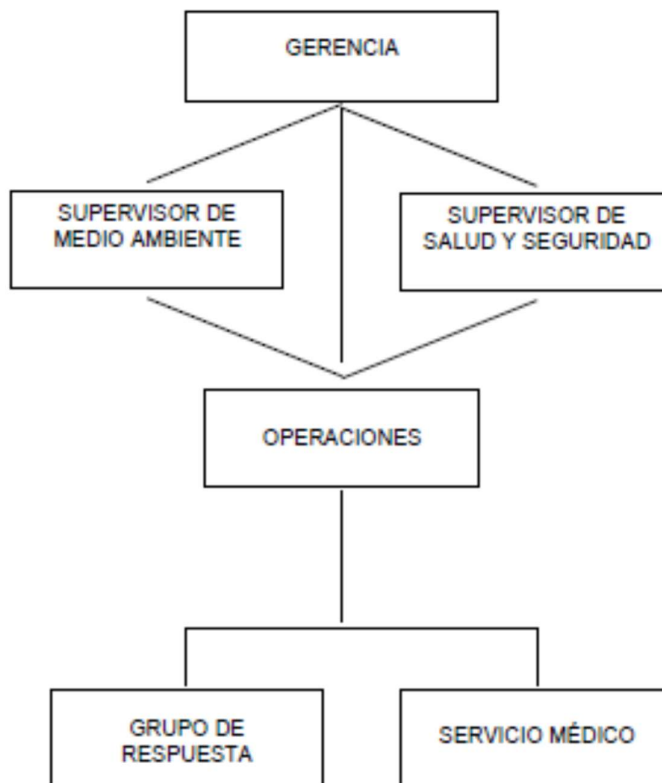 GERENCIA
SUPERVISOR DE
MEDIO AMBIENTE
SUPERVISOR DE
SALUD Y SEGURIDAD
OPERACIONES
GRUPO DE
RESPUESTA
SERVICIO MÉDICO